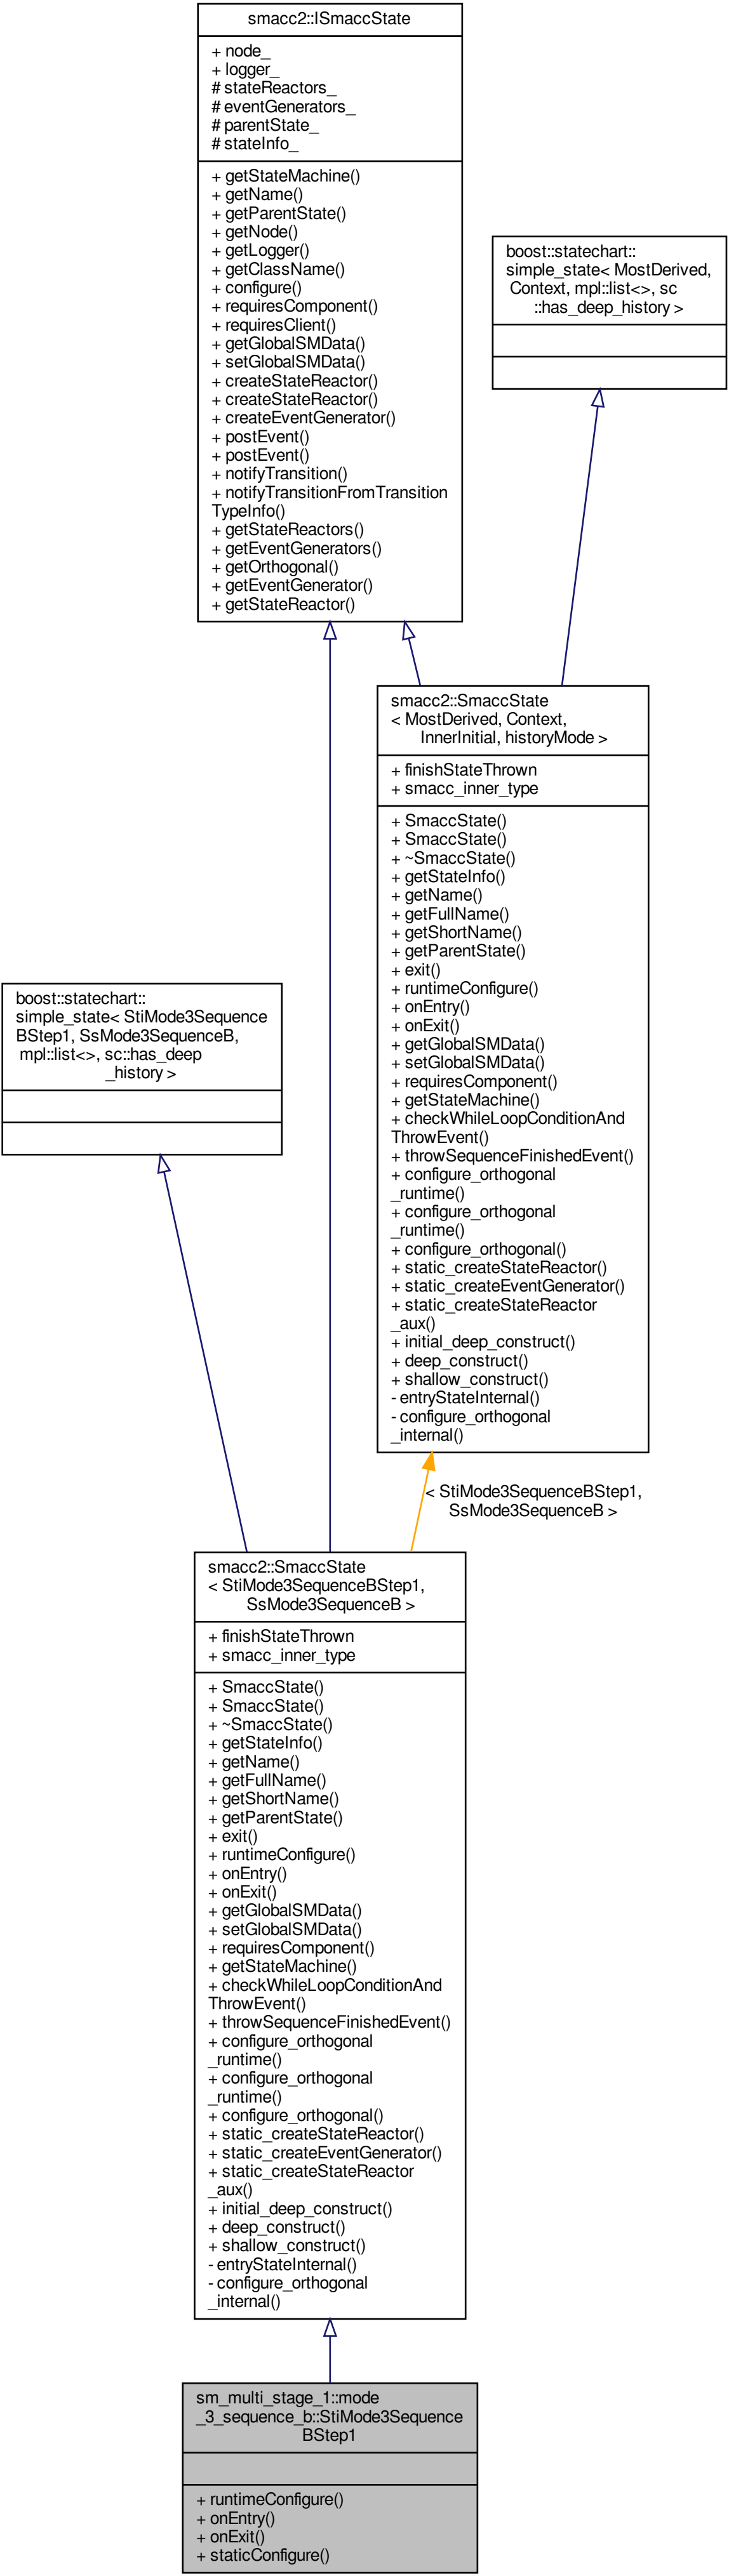 smacc2::ISmaccState
+ node_
+ logger_
# stateReactors_
# eventGenerators_
# parentState_
# stateInfo_
+ getStateMachine()
+ getName()
+ getParentState()
+ getNode()
+ getLogger()
+ getClassName()
+ configure()
+ requiresComponent()
+ requiresClient()
+ getGlobalSMData()
+ setGlobalSMData()
+ createStateReactor()
+ createStateReactor()
+ createEventGenerator()
+ postEvent()
+ postEvent()
+ notifyTransition()
+ notifyTransitionFromTransition
TypeInfo()
+ getStateReactors()
+ getEventGenerators()
+ getOrthogonal()
+ getEventGenerator()
+ getStateReactor()
boost::statechart::
simple_state< MostDerived,
Context, mpl::list<>, sc
::has_deep_history >
smacc2::SmaccState
< MostDerived, Context,
InnerInitial, historyMode >
+ finishStateThrown
+ smacc_inner_type
+ SmaccState()
+ SmaccState()
+ ~SmaccState()
+ getStateInfo()
+ getName()
+ getFullName()
+ getShortName()
+ getParentState()
+ exit()
+ runtimeConfigure()
+ onEntry()
+ onExit()
+ getGlobalSMData()
+ setGlobalSMData()
+ requiresComponent()
+ getStateMachine()
+ checkWhileLoopConditionAnd
ThrowEvent()
+ throwSequenceFinishedEvent()
+ configure_orthogonal
_runtime()
+ configure_orthogonal
_runtime()
+ configure_orthogonal()
+ static_createStateReactor()
+ static_createEventGenerator()
+ static_createStateReactor
_aux()
+ initial_deep_construct()
+ deep_construct()
+ shallow_construct()
- entryStateInternal()
- configure_orthogonal
_internal()
boost::statechart::
simple_state< StiMode3Sequence
BStep1, SsMode3SequenceB,
mpl::list<>, sc::has_deep
_history >
< StiMode3SequenceBStep1,
SsMode3SequenceB >
smacc2::SmaccState
< StiMode3SequenceBStep1,
SsMode3SequenceB >
+ finishStateThrown
+ smacc_inner_type
+ SmaccState()
+ SmaccState()
+ ~SmaccState()
+ getStateInfo()
+ getName()
+ getFullName()
+ getShortName()
+ getParentState()
+ exit()
+ runtimeConfigure()
+ onEntry()
+ onExit()
+ getGlobalSMData()
+ setGlobalSMData()
+ requiresComponent()
+ getStateMachine()
+ checkWhileLoopConditionAnd
ThrowEvent()
+ throwSequenceFinishedEvent()
+ configure_orthogonal
_runtime()
+ configure_orthogonal
_runtime()
+ configure_orthogonal()
+ static_createStateReactor()
+ static_createEventGenerator()
+ static_createStateReactor
_aux()
+ initial_deep_construct()
+ deep_construct()
+ shallow_construct()
- entryStateInternal()
- configure_orthogonal
_internal()
sm_multi_stage_1::mode
_3_sequence_b::StiMode3Sequence
BStep1
+ runtimeConfigure()
+ onEntry()
+ onExit()
+ staticConfigure()